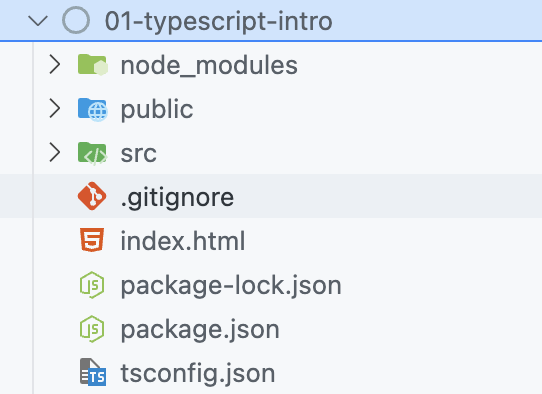 01-typescript-intro
node_modules
public
src
.gitignore
index.html
package-lock.json
package.json
tsconfig.json